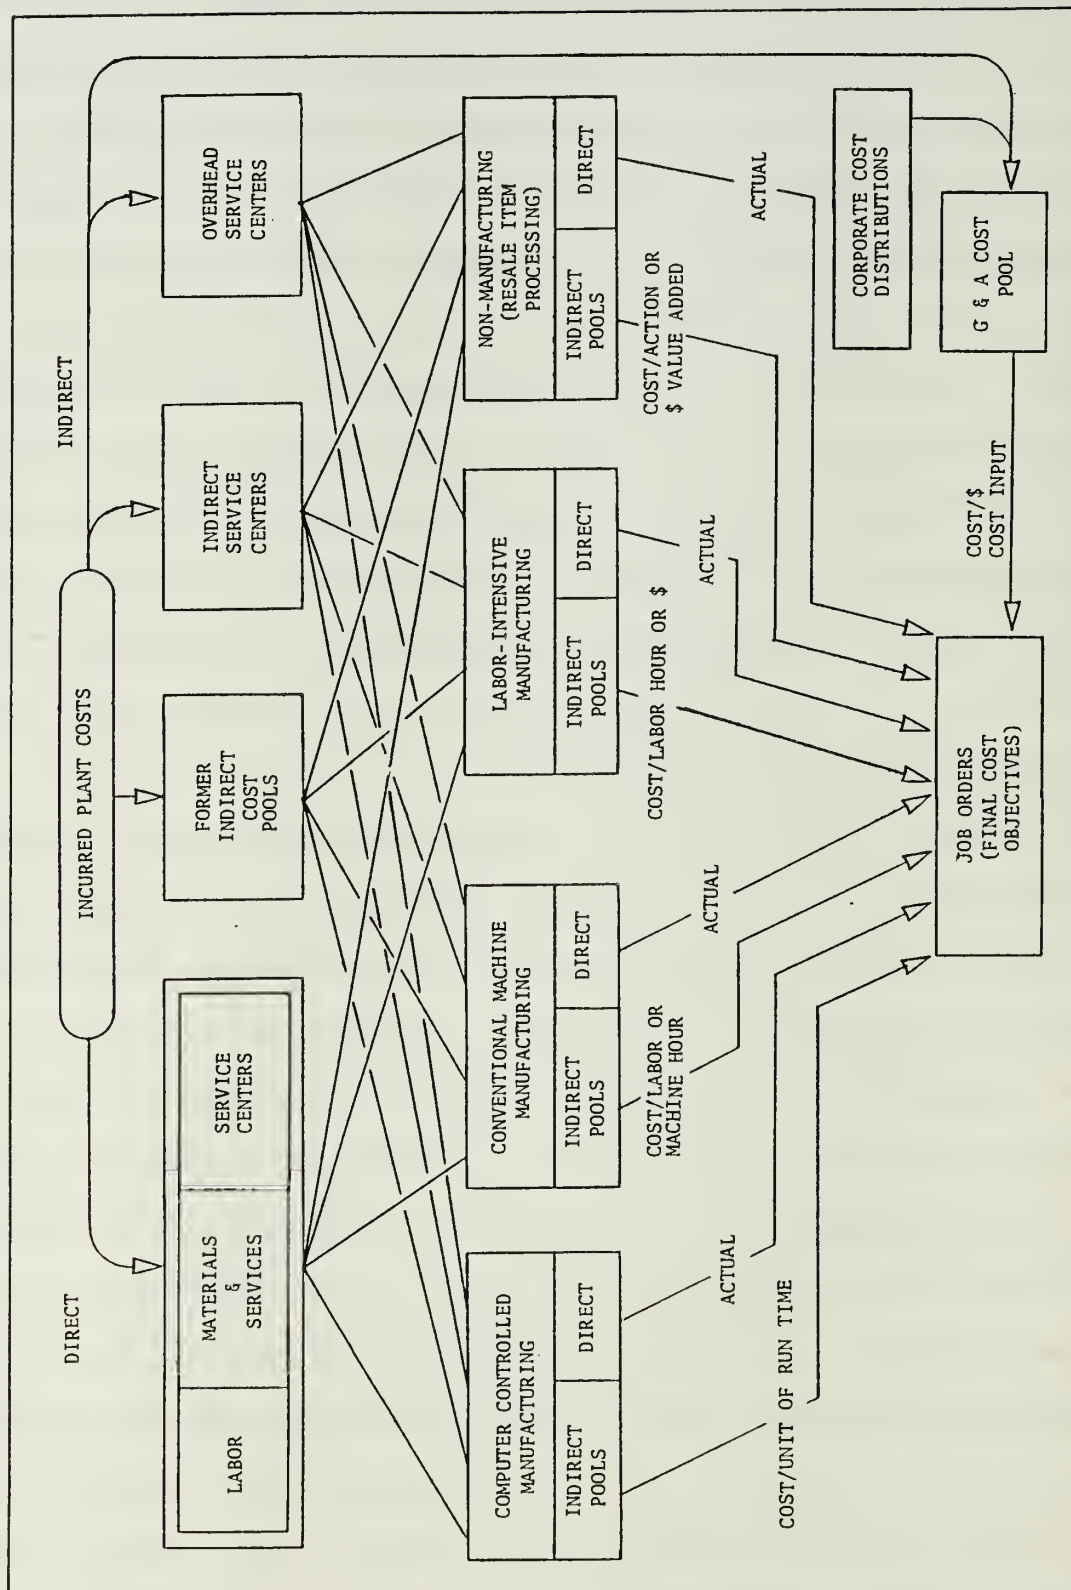 INCURRED PLANT COSTS
DIRECT
INDIRECT
LABOR
MATERIALS
&
SERVICES
SERVICE
CENTERS
FORMER
INDIRECT
COST
POOLS
INDIRECT
SERVICE
CENTERS
OVERHEAD
SERVICE
CENTERS
COMPUTER CONTROLLED
MANUFACTURING
INDIRECT
POOLS
DIRECT
CONVENTIONAL MACHINE
MANUFACTURING
INDIRECT
POOLS
DIRECT
LABOR-INTENSIVE
MANUFACTURING
INDIRECT
POOLS
DIRECT
NON-MANUFACTURING
(RESALE ITEM
PROCESSING)
INDIRECT
POOLS
DIRECT
COST/UNIT OF RUN TIME
ACTUAL
COST/LABOR OR
MACHINE HOUR
ACTUAL
COST/LABOR HOUR OR $
ACTUAL
COST/ACTION OR
$ VALUE ADDED
ACTUAL
CORPORATE COST
DISTRIBUTIONS
G & A COST
POOL
COST/$
COST INPUT
JOB ORDERS
(FINAL COST
OBJECTIVES)